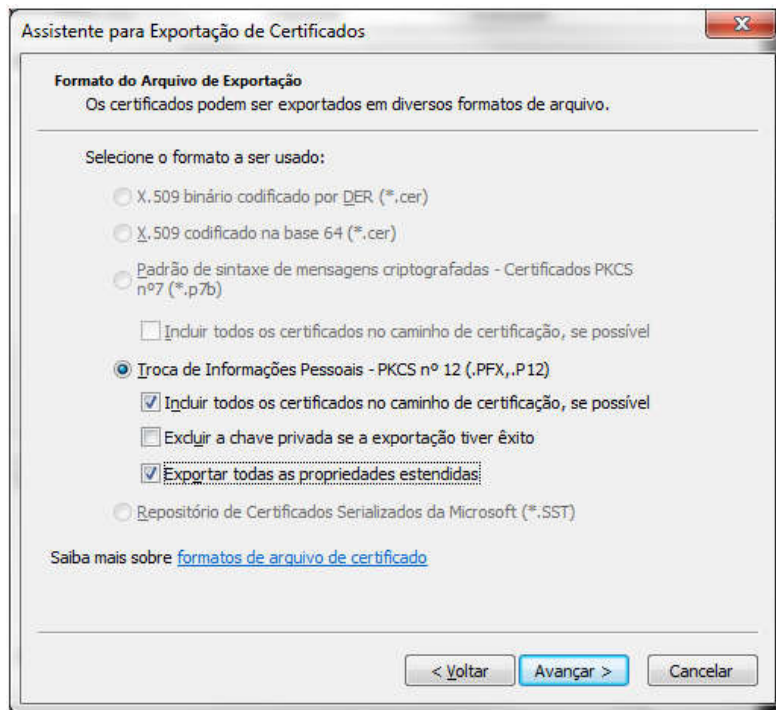 Assistente para Exportação de Certificados
Formato do Arquivo de Exportação
Os certificados podem ser exportados em diversos formatos de arquivo.
Selecione o formato a ser usado:
X.509 binário codificado por DER (*.cer)
X.509 codificado na base 64 (*.cer)
Padrão de sintaxe de mensagens criptografadas - Certificados PKCS
nº7 (*.p7b)
Incluir todos os certificados no caminho de certificação, se possível
Troca de Informações Pessoais - PKCS nº 12 (.PFX,.P12)
Incluir todos os certificados no caminho de certificação, se possível
Excluir a chave privada se a exportação tiver êxito
Exportar todas as propriedades estendidas
Repositório de Certificados Serializados da Microsoft (*.SST)
Saiba mais sobre formatos de arquivo de certificado
< Voltar
Avançar >
Cancelar